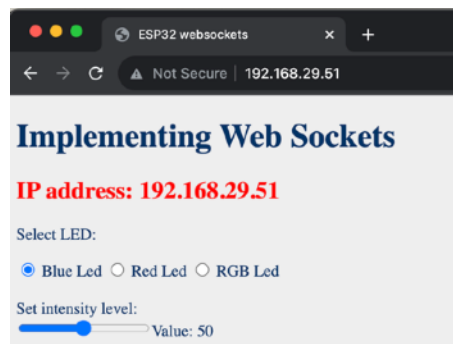 ESP32 websockets
Not Secure | 192.168.29.51
Implementing Web Sockets
IP address: 192.168.29.51
Select LED:
Blue Led Red Led RGB Led
Set intensity level:
Value: 50